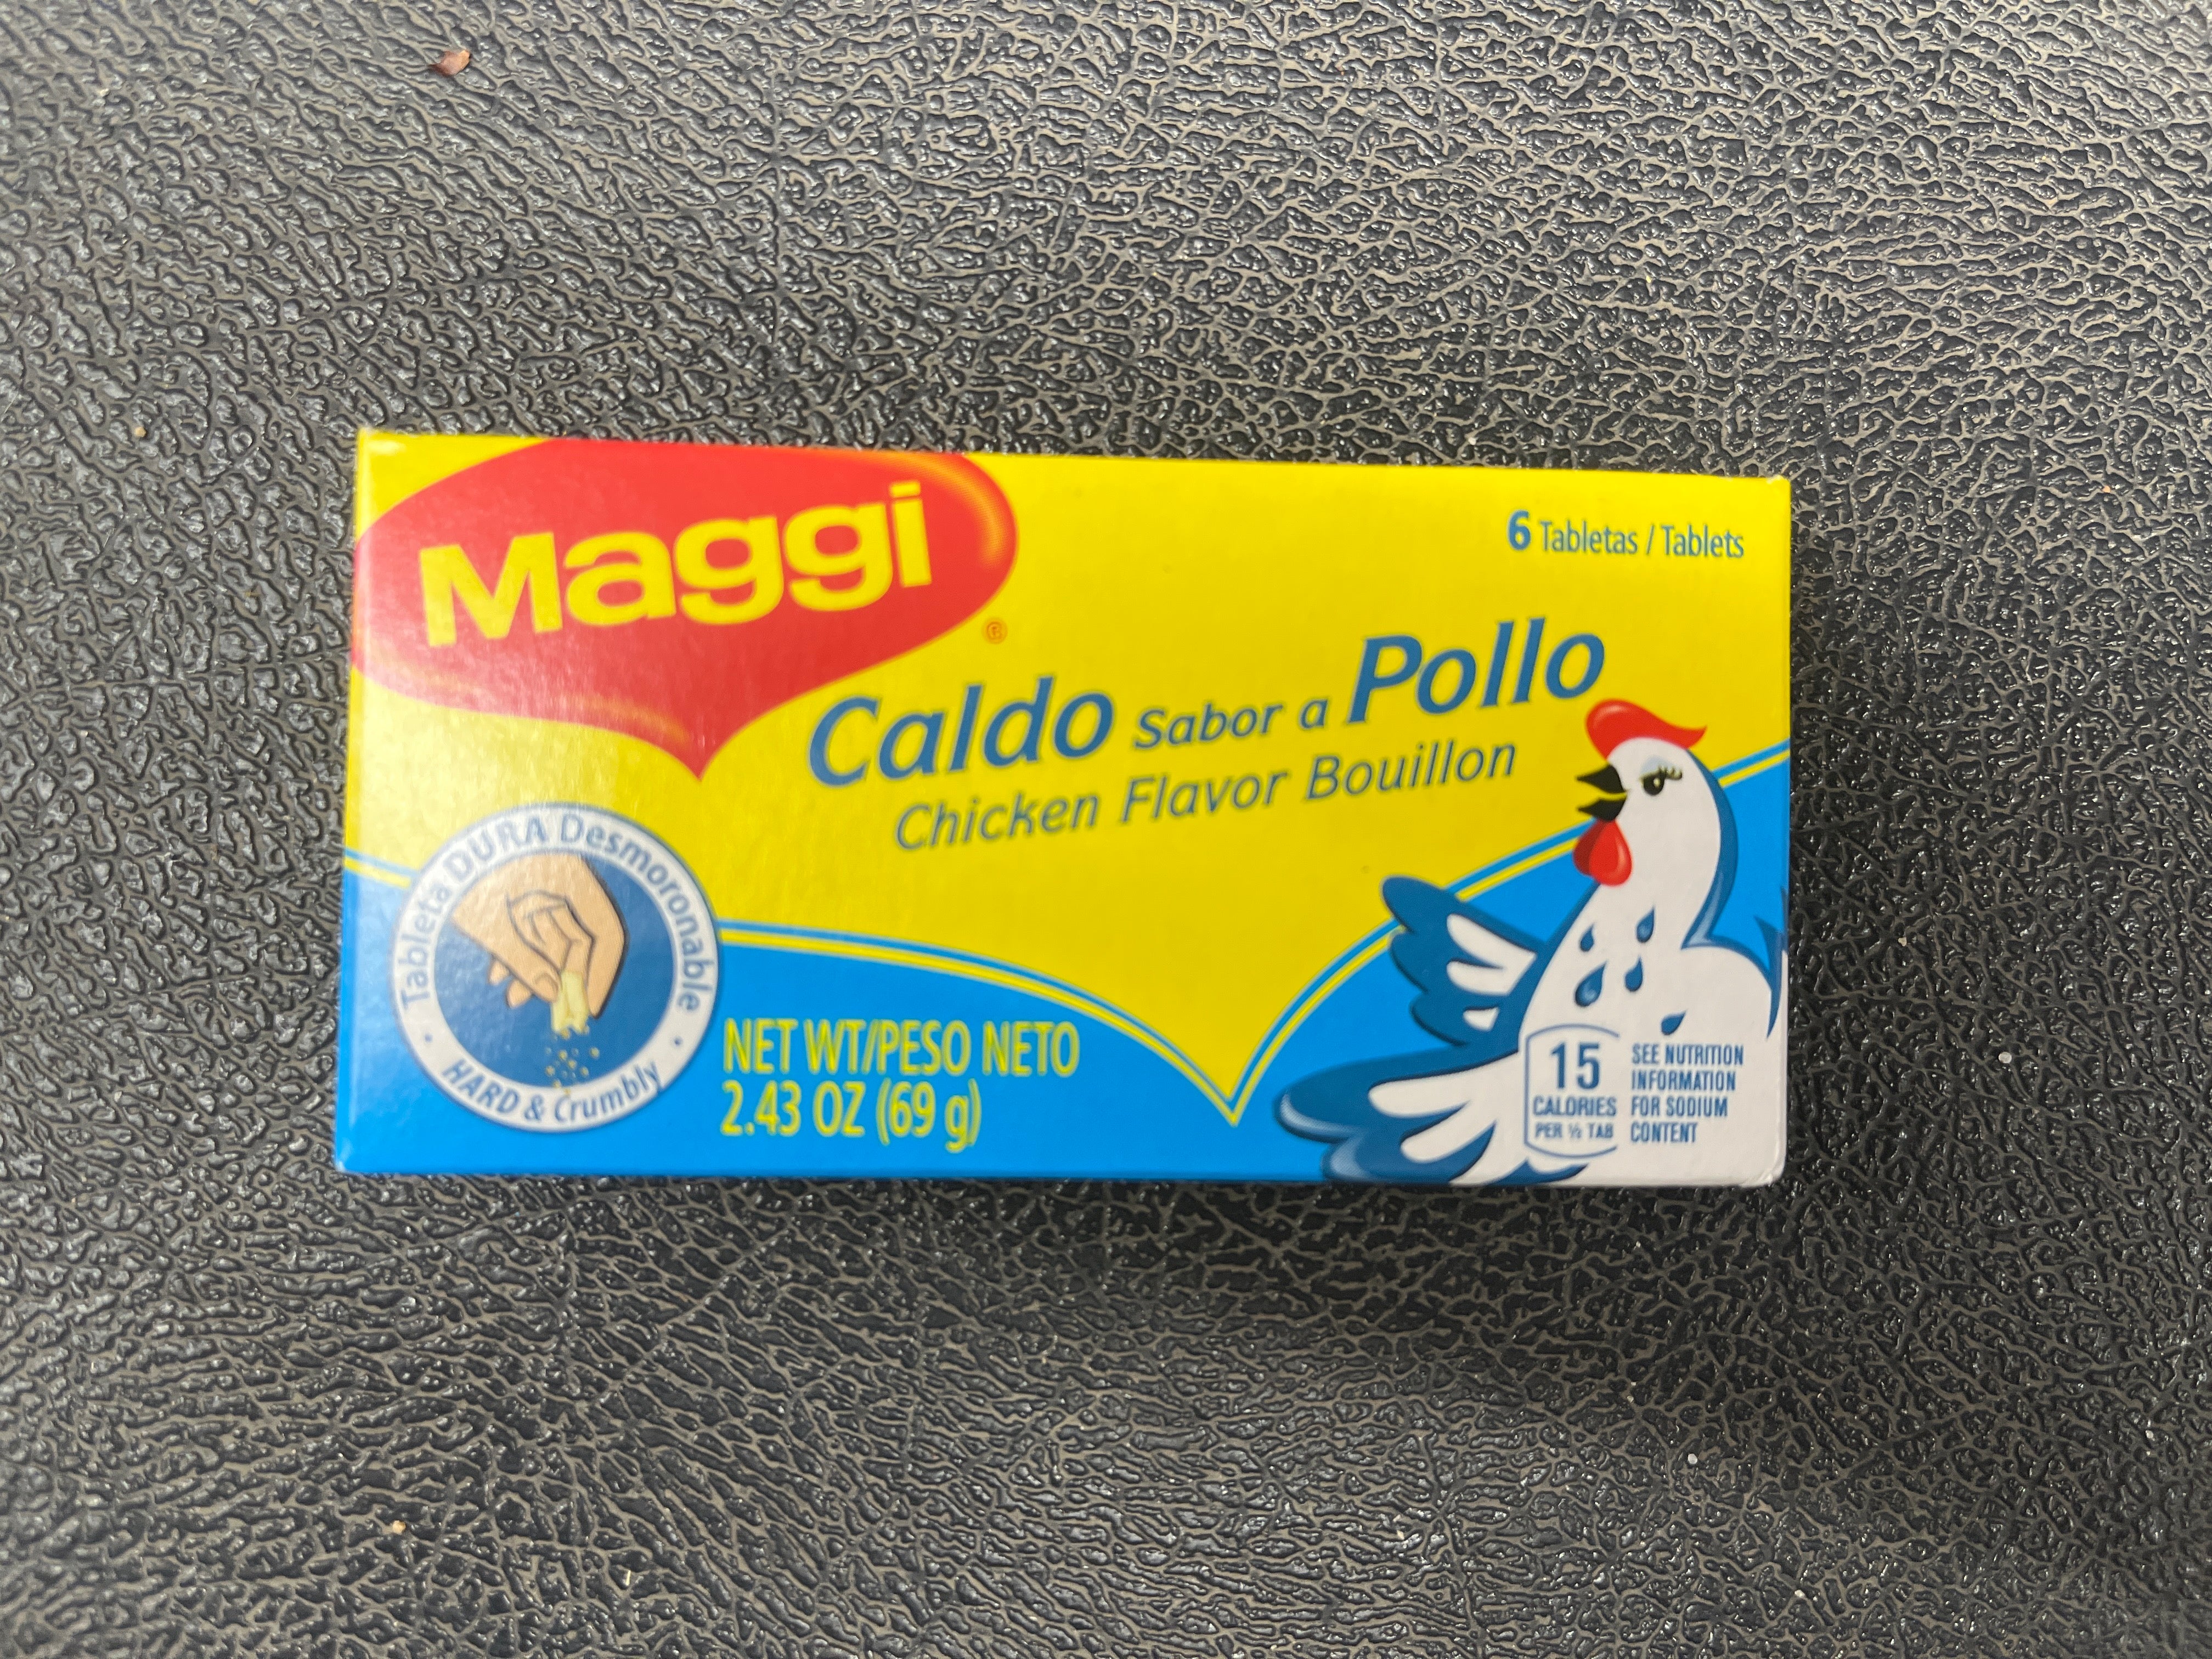 Maggi
®
6 Tabletas / Tablets
Caldo Sabor a Pollo
Chicken Flavor Bouillon
Tableta DURA Desmoronable
• HARD & Crumbly •
NET WT/PESO NETO
2.43 OZ (69 g)
15
CALORIES
PER ½ TAB
SEE NUTRITION
INFORMATION
FOR SODIUM
CONTENT